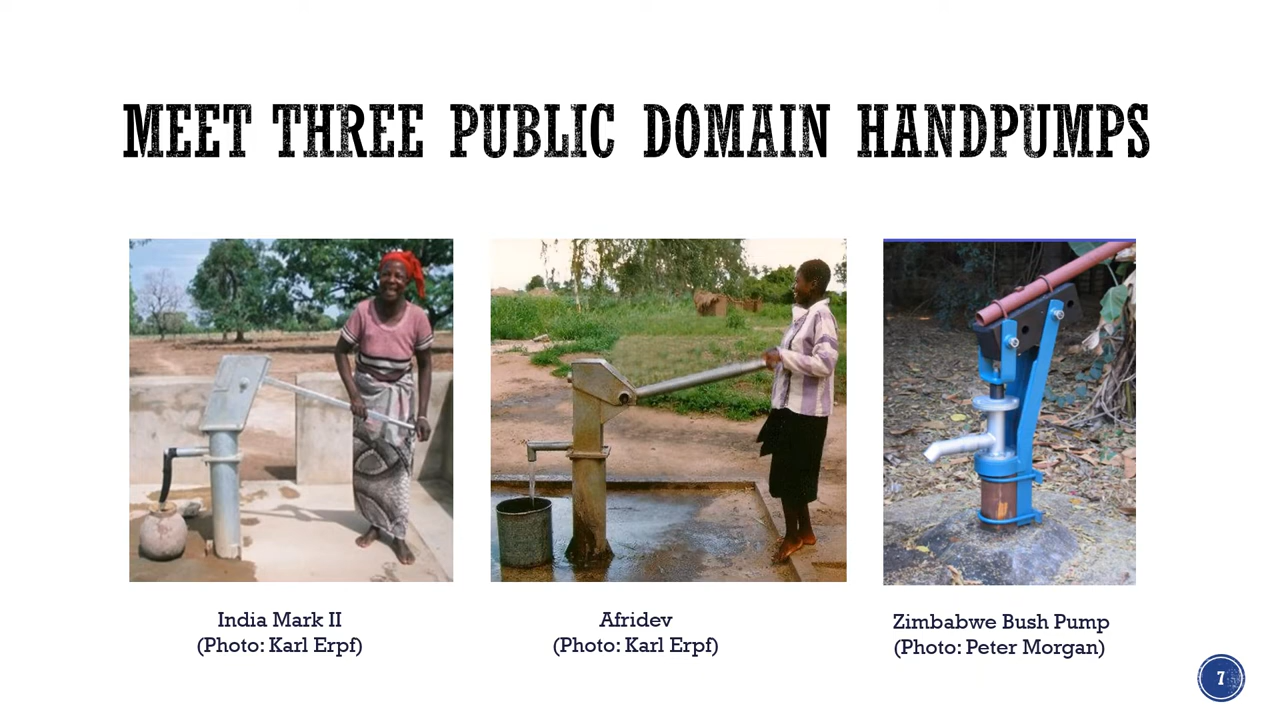 MEET THREE PUBLIC DOMAIN HANDPUMPS
India Mark II
(Photo: Karl Erpf)
Afridev
(Photo: Karl Erpf)
Zimbabwe Bush Pump
(Photo: Peter Morgan)
7